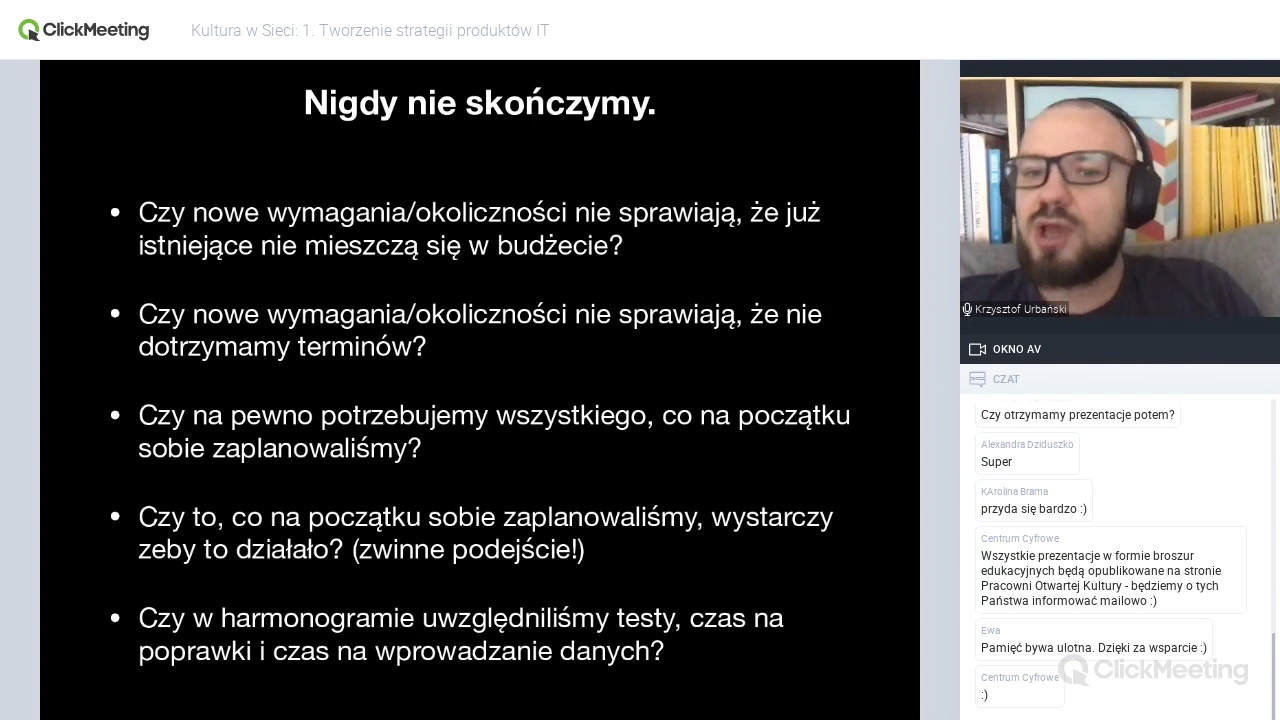 ClickMeeting
Kultura w Sieci: 1. Tworzenie strategii produktów IT
Nigdy nie skończymy.
• Czy nowe wymagania/okoliczności nie sprawiają, że już
istniejące nie mieszczą się w budżecie?
• Czy nowe wymagania/okoliczności nie sprawiają, że nie
dotrzymamy terminów?
• Czy na pewno potrzebujemy wszystkiego, co na początku
sobie zaplanowaliśmy?
• Czy to, co na początku sobie zaplanowaliśmy, wystarczy
zeby to działało? (zwinne podejście!)
• Czy w harmonogramie uwzględniliśmy testy, czas na
poprawki i czas na wprowadzanie danych?
Krzysztof Urbański
OKNO AV
CZAT
Czy otrzymamy prezentacje potem?
Alexandra Dziduszko
Super
KArolina Brama
przyda się bardzo :)
Centrum Cyfrowe
Wszystkie prezentacje w formie broszur
edukacyjnych będą opublikowane na stronie
Pracowni Otwartej Kultury - będziemy o tych
Państwa informować mailowo :)
Ewa
Pamięć bywa ulotna. Dzięki za wsparcie :)
Centrum Cyfrowe
:)
ClickMeeting